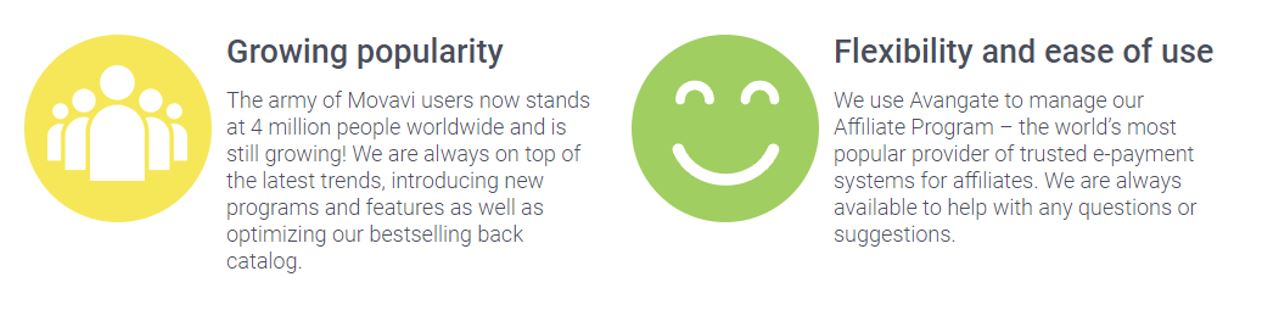 Growing popularity
The army of Movavi users now stands
at 4 million people worldwide and is
still growing! We are always on top of
the latest trends, introducing new
programs and features as well as
optimizing our bestselling back
catalog.
Flexibility and ease of use
We use Avangate to manage our
Affiliate Program – the world’s most
popular provider of trusted e-payment
systems for affiliates. We are always
available to help with any questions or
suggestions.